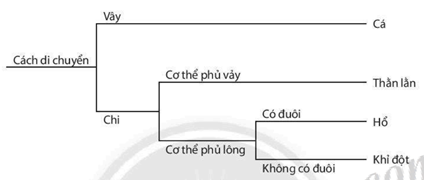 Vây
Cá
Cách di chuyển
Cơ thể phủ vảy
Thằn lằn
Chi
Có đuôi
Hổ
Cơ thể phủ lông
Không có đuôi
Khỉ đột